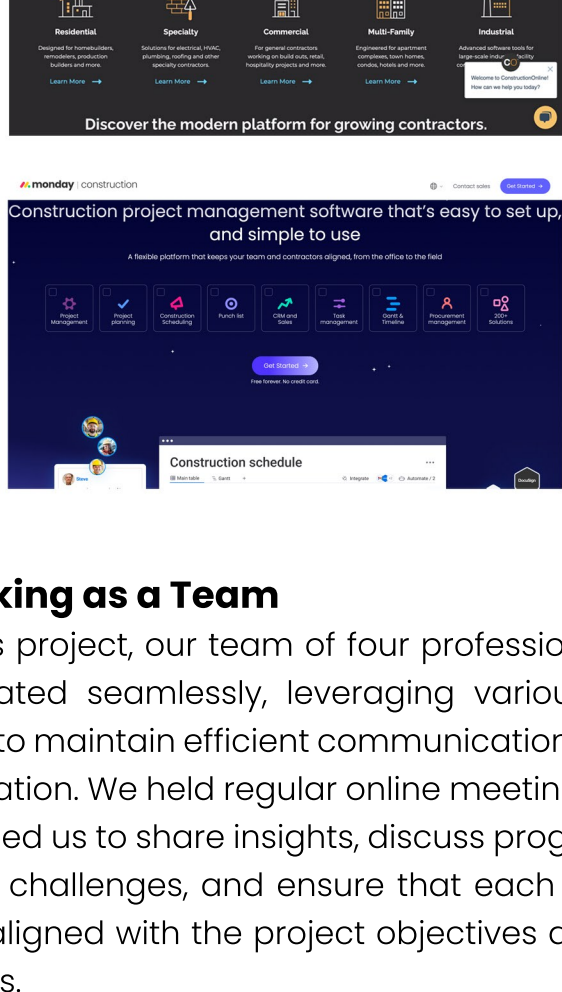 Residential Specialty Commercial Multi-Family Industrial
Designed for homebuilders, remodelers, production builders and more.
Solutions for electrical, HVAC, plumbing, roofing and other specialty contractors.
For general contractors working on build outs, retail, hospitality projects and more.
Engineered for apartment complexes, town homes, condos, hotels and more.
Advanced software tools for
large-scale
Learn More → Learn More → Learn More → Learn More →
CO
Welcome to ConstructionOnline!
How can we help you today?
Discover the modern platform for growing contractors.
monday | construction
Contact sales
Get Started →
Construction project management software that's easy to set up,
and simple to use
A flexible platform that keeps your team and contractors aligned, from the office to the field
Project Management
Project planning
Construction Scheduling
Punch list
CRM and Sales
Task management
Gantt & Timeline
Procurement management
200+ Solutions
Get Started →
Free forever. No credit card.
Construction schedule
Steve
Main table Gantt + Integrate Automate / 2
DocuSign
king as a Team
s project, our team of four professio
ated seamlessly, leveraging variou
to maintain efficient communication
ation. We held regular online meetin
ed us to share insights, discuss prog
challenges, and ensure that each
aligned with the project objectives a
s.